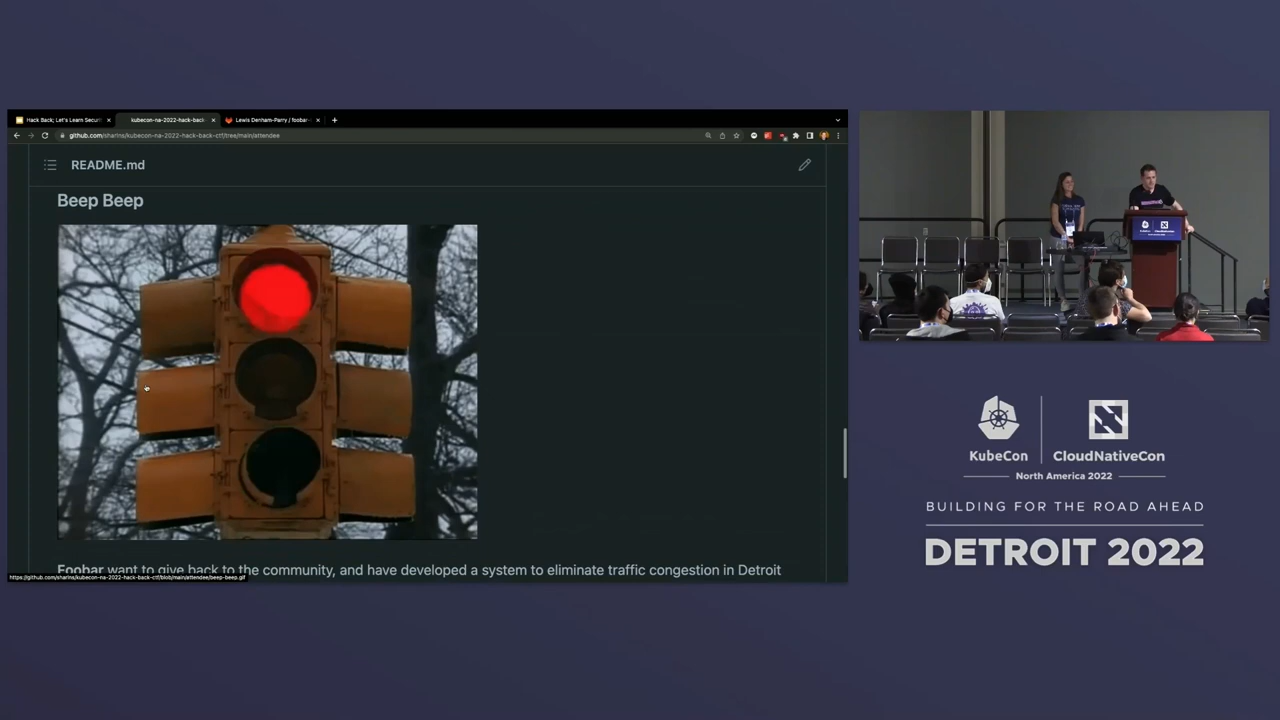 Hack Back; Let's Learn Securi
kubecon-na-2022-hack-back-
Lewis Denham-Parry / foobar-
github.com/sharlns/kubecon-na-2022-hack-back-ctf/tree/main/attendee
README.md
Beep Beep
Foobar want to give back to the community, and have developed a system to eliminate traffic congestion in Detroit
https://github.com/sharlns/kubecon-na-2022-hack-back-ctf/blob/main/attendee/beep-beep.gif
KubeCon
CloudNativeCon
North America 2022
BUILDING FOR THE ROAD AHEAD
DETROIT 2022